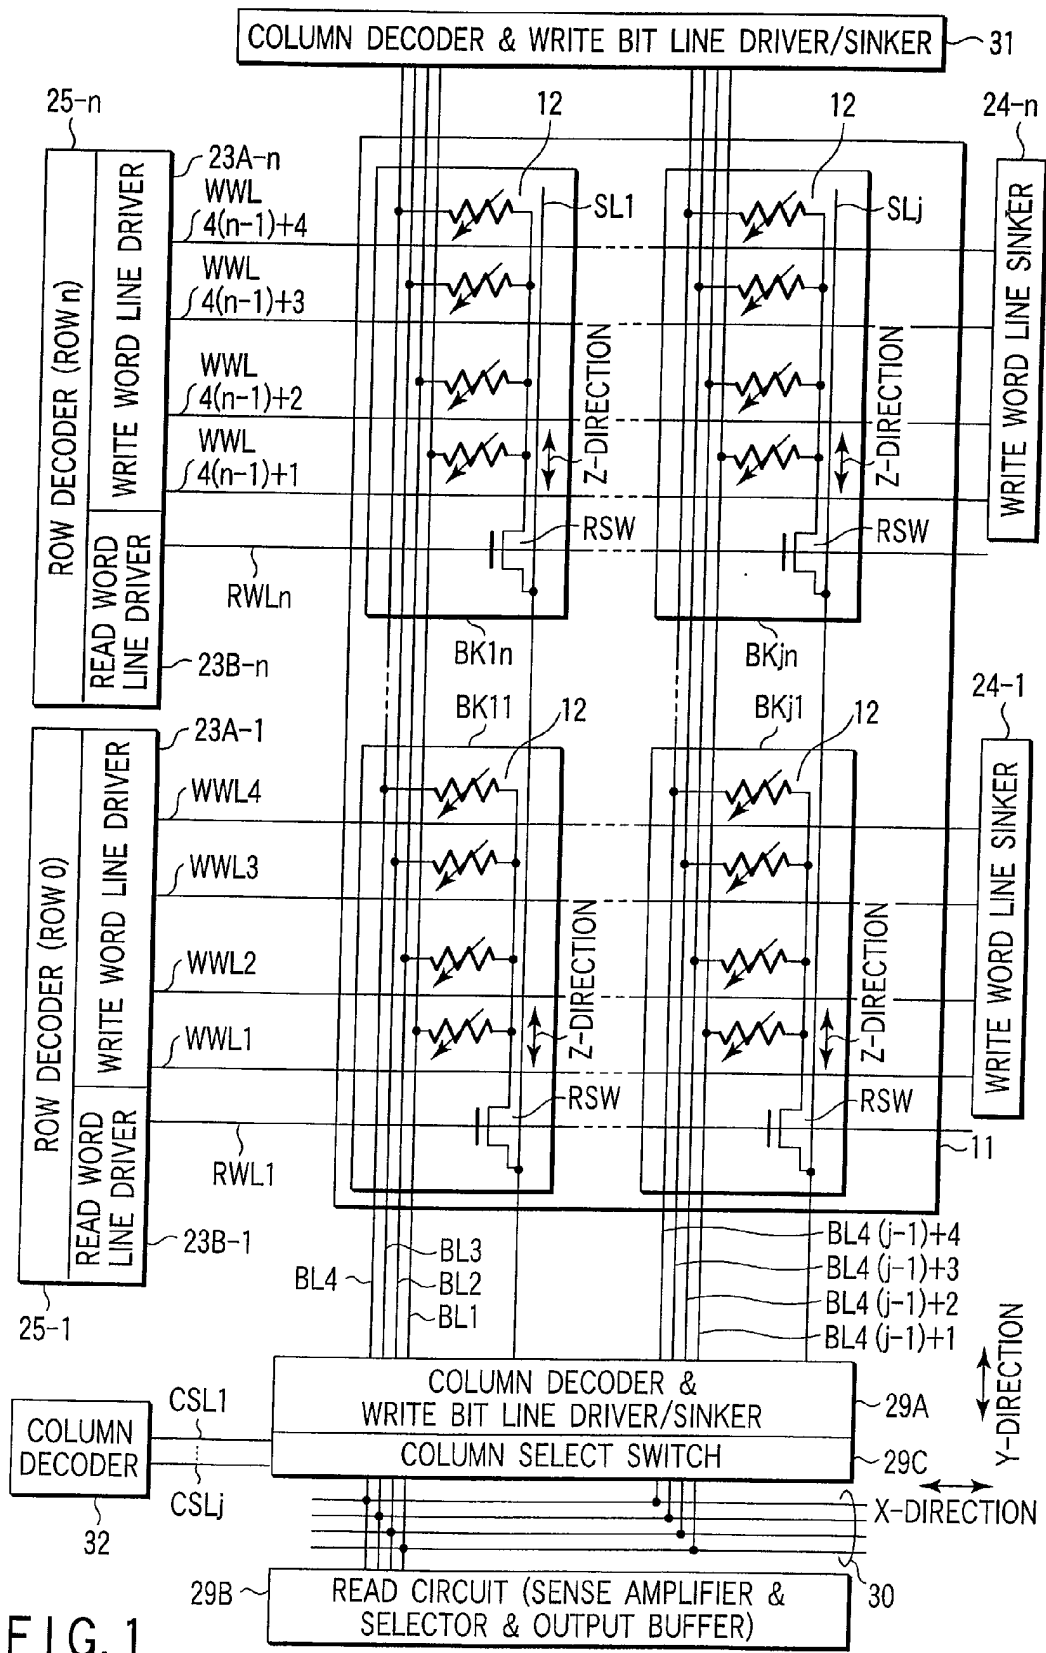 COLUMN DECODER & WRITE BIT LINE DRIVER/SINKER
31
25-n
12
12
24-n
23A-n
WWL
4(n-1)+4
SL1
SLj
WWL
4(n-1)+3
WWL
4(n-1)+2
WWL
4(n-1)+1
ROW DECODER (ROW n)
WRITE WORD LINE DRIVER
READ WORD
LINE DRIVER
Z-DIRECTION
Z-DIRECTION
WRITE WORD LINE SINKER
RSW
RSW
RWLn
BK1n
BKjn
23B-n
24-1
BK11
12
BKj1
12
23A-1
WWL4
WWL3
WWL2
WWL1
ROW DECODER (ROW 0)
WRITE WORD LINE DRIVER
READ WORD
LINE DRIVER
Z-DIRECTION
Z-DIRECTION
WRITE WORD LINE SINKER
RSW
RSW
RWL1
11
23B-1
25-1
BL4
BL3
BL2
BL1
BL4(j-1)+4
BL4(j-1)+3
BL4(j-1)+2
BL4(j-1)+1
Y-DIRECTION
X-DIRECTION
COLUMN DECODER &
WRITE BIT LINE DRIVER/SINKER
29A
COLUMN SELECT SWITCH
29C
CSL1
CSLj
COLUMN
DECODER
32
30
29B
READ CIRCUIT (SENSE AMPLIFIER &
SELECTOR & OUTPUT BUFFER)
FIG. 1